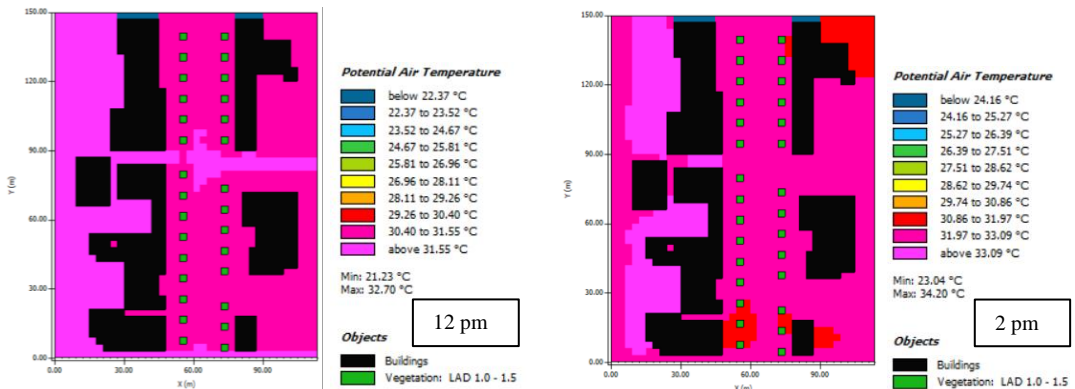 150.00
120.00
90.00
60.00
30.00
0.00
Y (m)
0.00 30.00 60.00 90.00
X (m)
Potential Air Temperature
below 22.37 °C
22.37 to 23.52 °C
23.52 to 24.67 °C
24.67 to 25.81 °C
25.81 to 26.96 °C
26.96 to 28.11 °C
28.11 to 29.26 °C
29.26 to 30.40 °C
30.40 to 31.55 °C
above 31.55 °C
Min: 21.23 °C
Max: 32.70 °C
12 pm
Objects
Buildings
Vegetation: LAD 1.0 - 1.5
150.00
120.00
90.00
60.00
30.00
0.00
Y (m)
0.00 30.00 60.00 90.00
X (m)
Potential Air Temperature
below 24.16 °C
24.16 to 25.27 °C
25.27 to 26.39 °C
26.39 to 27.51 °C
27.51 to 28.62 °C
28.62 to 29.74 °C
29.74 to 30.86 °C
30.86 to 31.97 °C
31.97 to 33.09 °C
above 33.09 °C
Min: 23.04 °C
Max: 34.20 °C
2 pm
Objects
Buildings
Vegetation: LAD 1.0 - 1.5